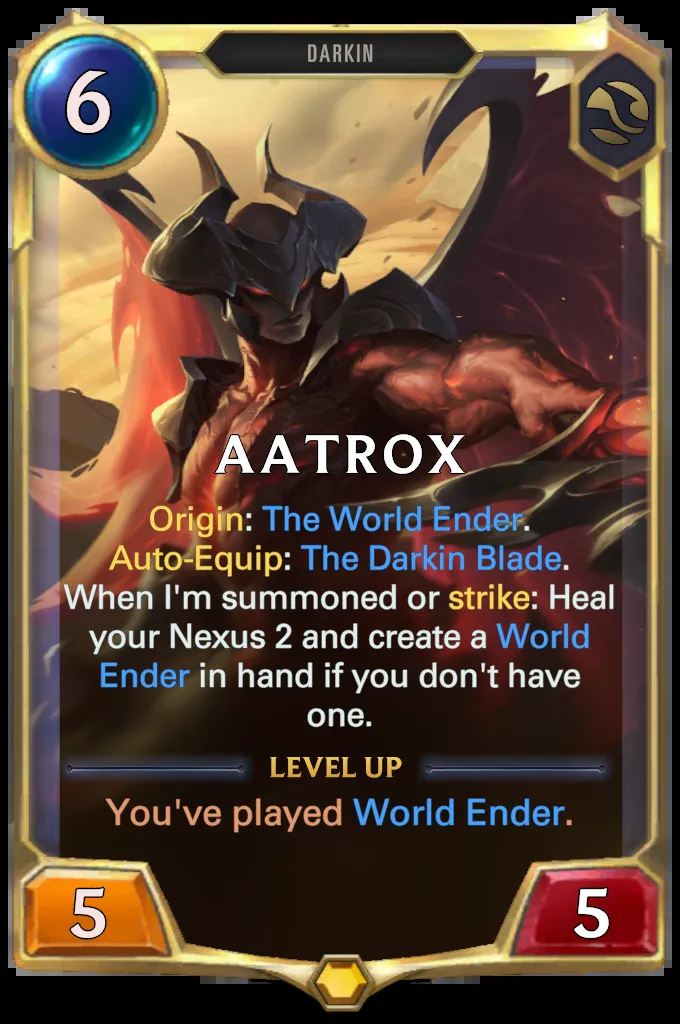 DARKIN
6
AATROX
Origin: The World Ender.
Auto-Equip: The Darkin Blade.
When I'm summoned or strike: Heal
your Nexus 2 and create a World
Ender in hand if you don't have
one.
LEVEL UP
You've played World Ender.
5
5